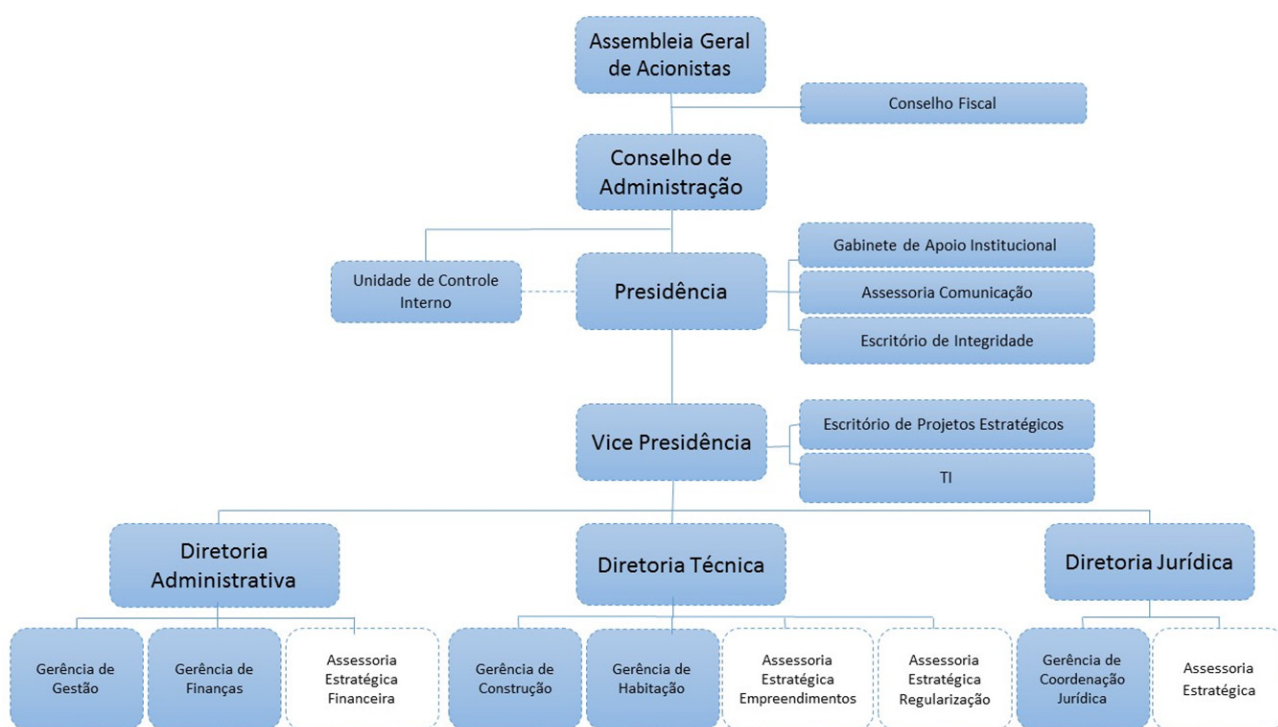 Assembleia Geral
de Acionistas
Conselho Fiscal
Conselho de
Administração
Gabinete de Apoio Institucional
Unidade de Controle
Interno
Presidência
Assessoria Comunicação
Escritório de Integridade
Vice Presidência
Escritório de Projetos Estratégicos
TI
Diretoria
Administrativa
Diretoria Técnica
Diretoria Jurídica
Gerência de
Gestão
Gerência de
Finanças
Assessoria
Estratégica
Financeira
Gerência de
Construção
Gerência de
Habitação
Assessoria
Estratégica
Empreendimentos
Assessoria
Estratégica
Regularização
Gerência de
Coordenação
Jurídica
Assessoria
Estratégica